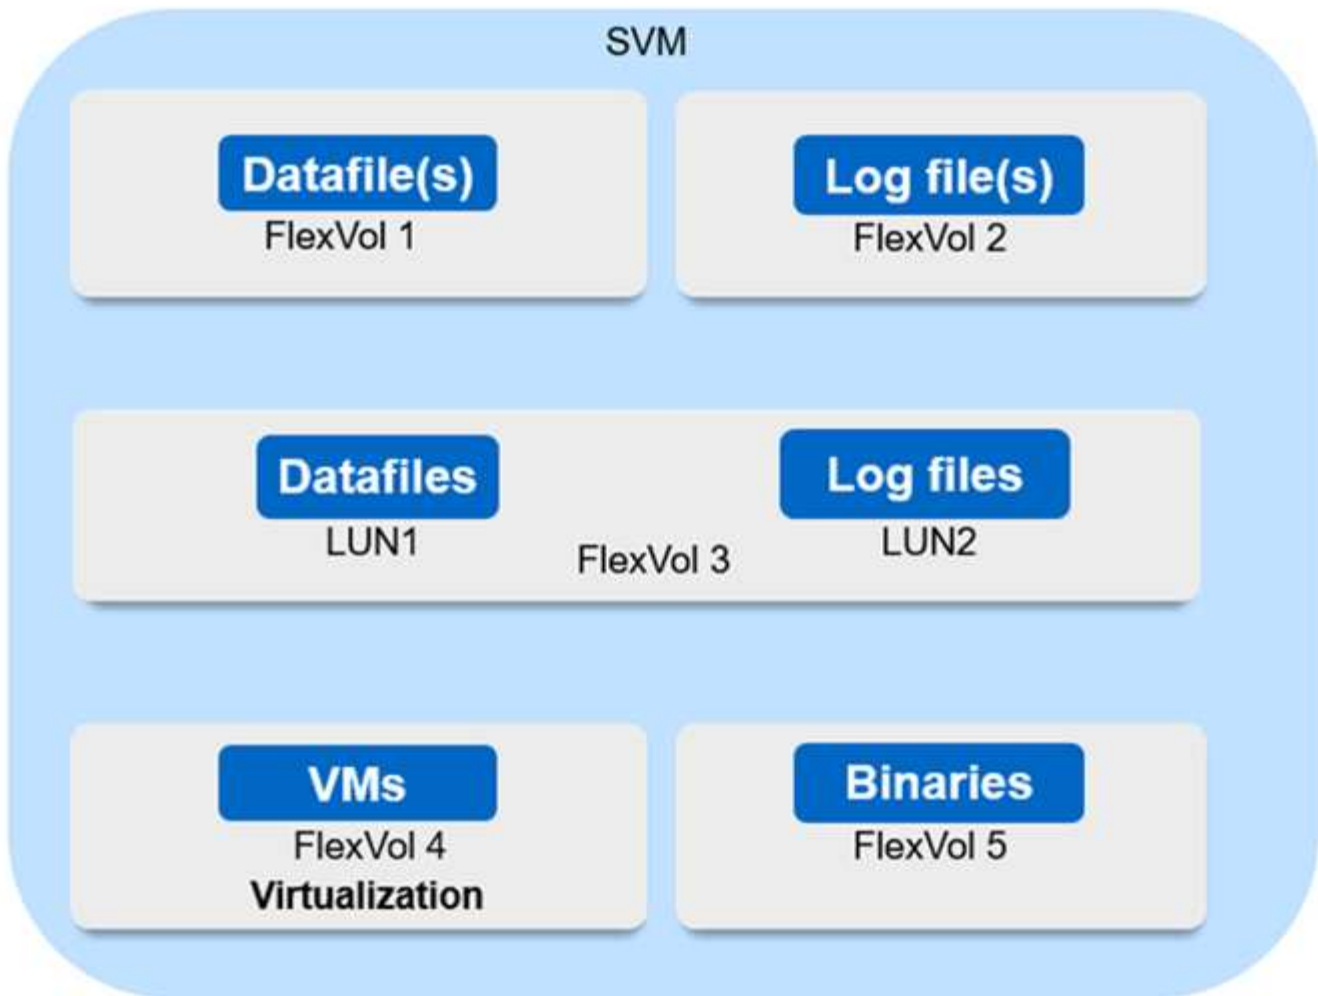 SVM
Datafile(s)
FlexVol 1
Log file(s)
FlexVol 2
Datafiles
LUN1
Log files
LUN2
FlexVol 3
VMs
FlexVol 4
Virtualization
Binaries
FlexVol 5